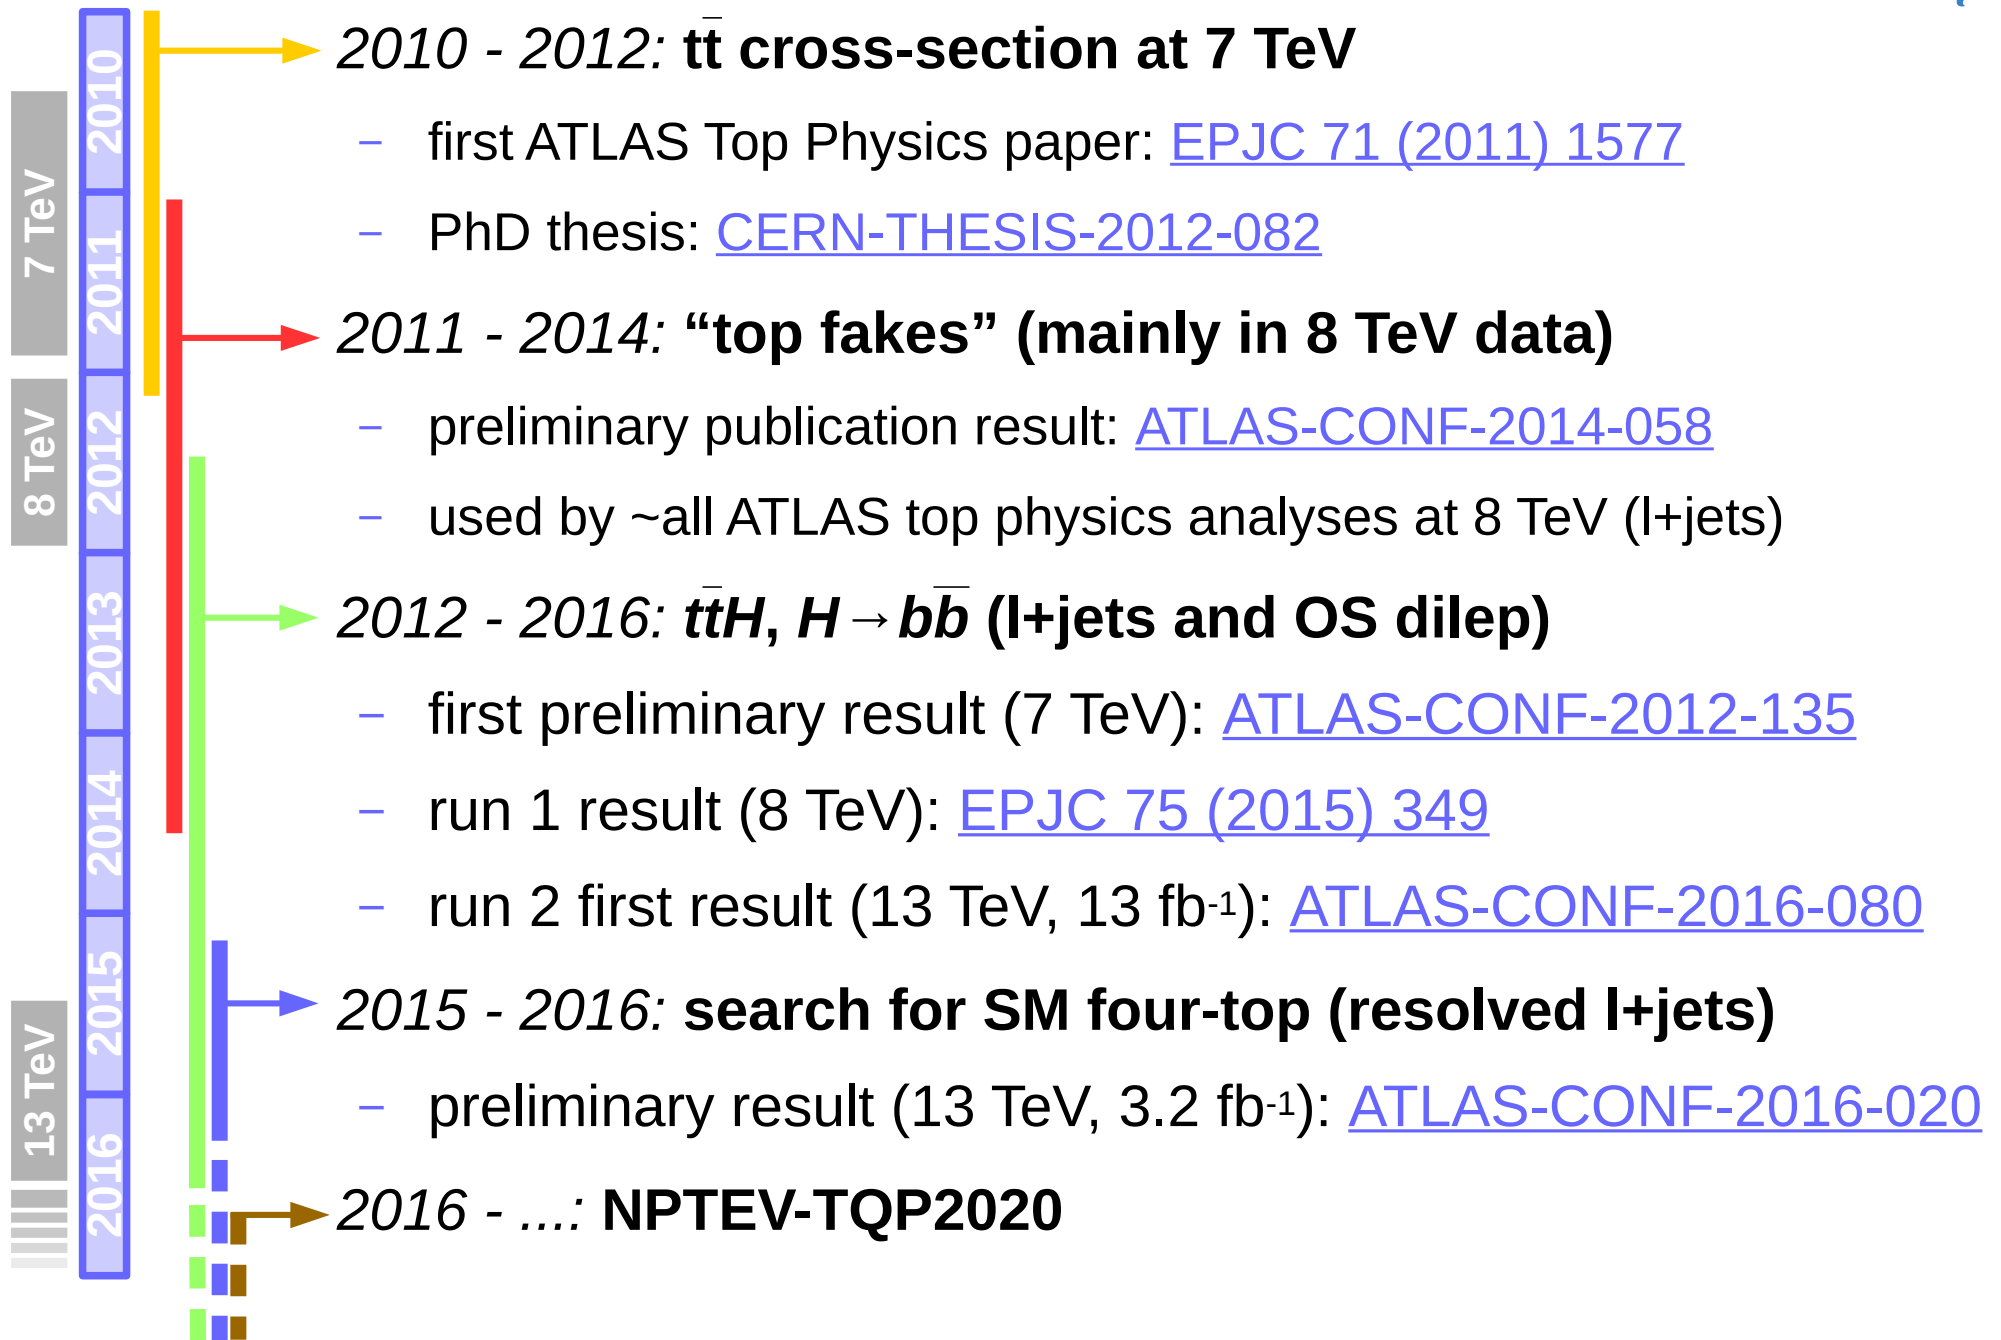 2010 - 2012: tt̅ cross-section at 7 TeV
– first ATLAS Top Physics paper: EPJC 71 (2011) 1577
– PhD thesis: CERN-THESIS-2012-082
2011 - 2014: “top fakes” (mainly in 8 TeV data)
– preliminary publication result: ATLAS-CONF-2014-058
– used by ~all ATLAS top physics analyses at 8 TeV (l+jets)
2012 - 2016: tt̅H, H→bb̅ (l+jets and OS dilep)
– first preliminary result (7 TeV): ATLAS-CONF-2012-135
– run 1 result (8 TeV): EPJC 75 (2015) 349
– run 2 first result (13 TeV, 13 fb-1): ATLAS-CONF-2016-080
2015 - 2016: search for SM four-top (resolved l+jets)
– preliminary result (13 TeV, 3.2 fb-1): ATLAS-CONF-2016-020
2016 - ...: NPTEV-TQP2020
7 TeV
8 TeV
13 TeV
2010
2011
2012
2013
2014
2015
2016